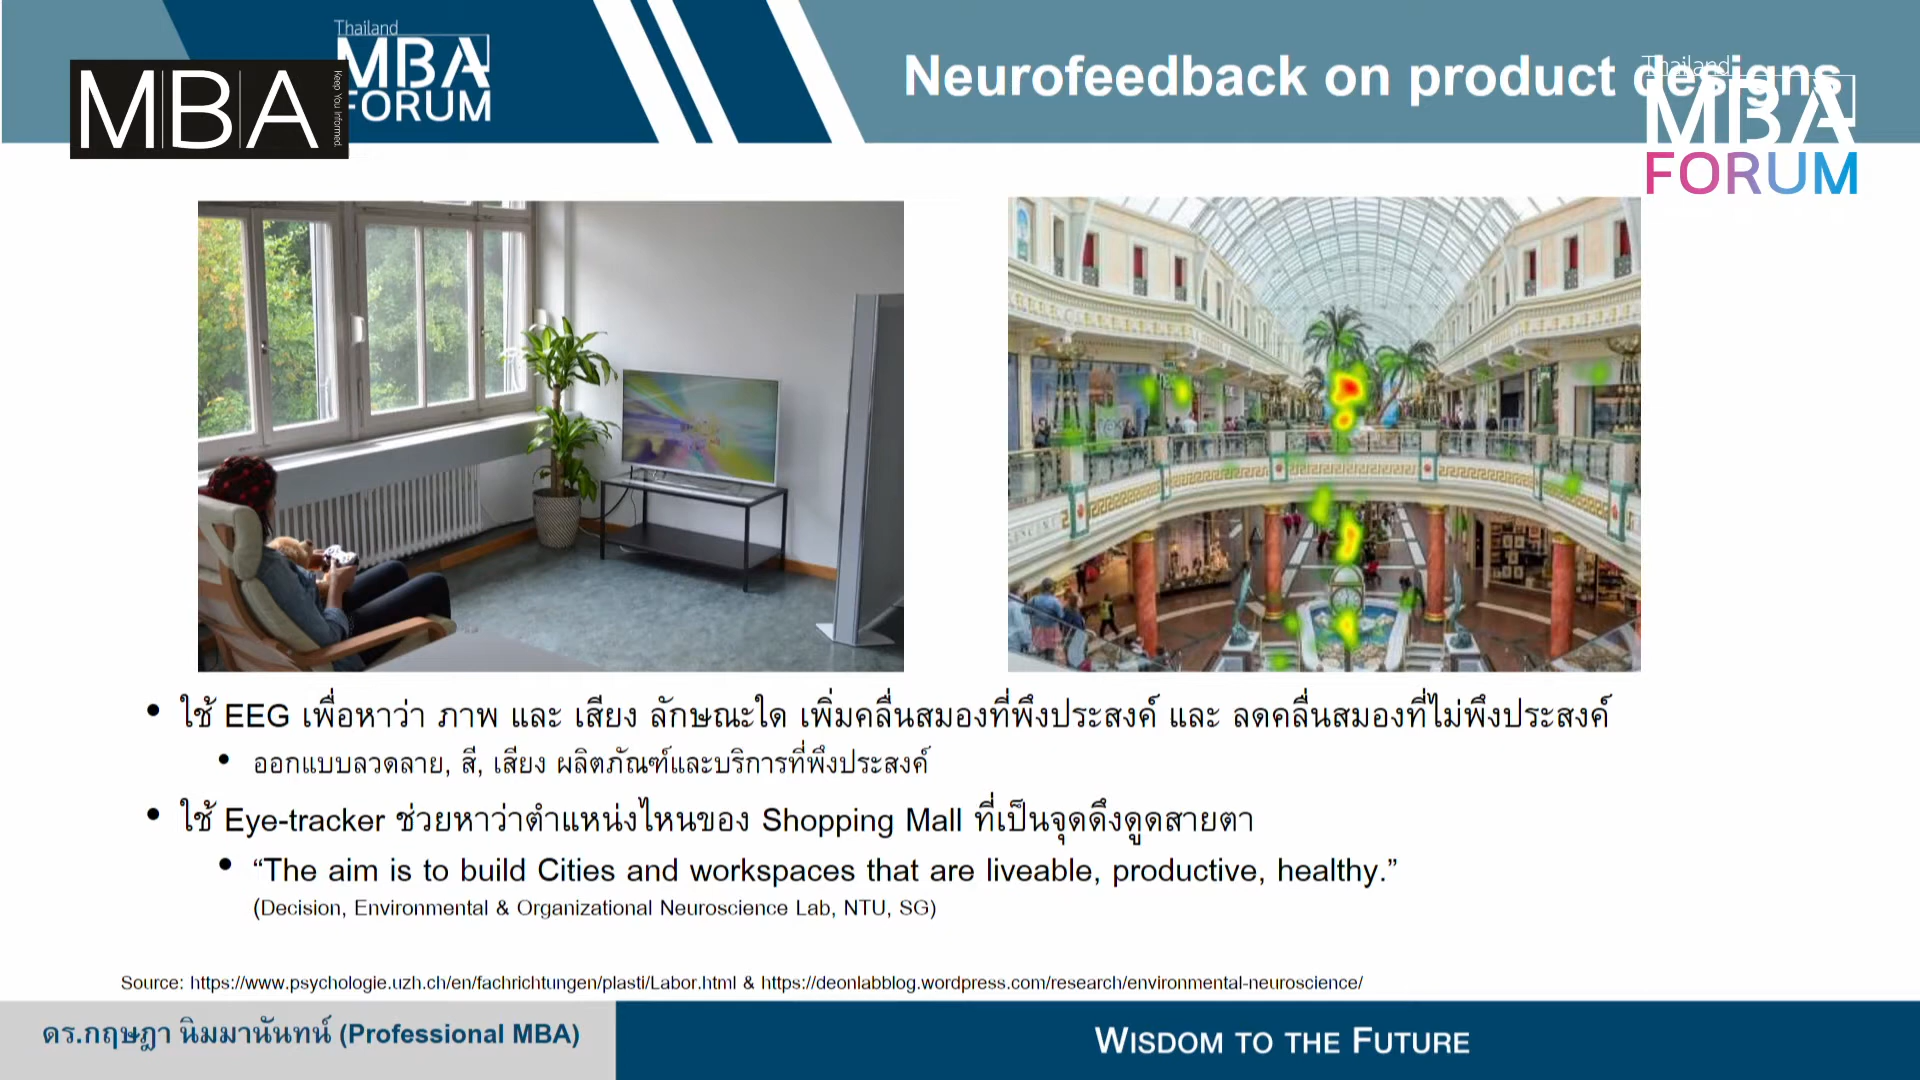 Thailand
MBA
FORUM
MBA
Keep You Informed.
Neurofeedback on product designs
Thailand
MBA
FORUM
• ใช้ EEG เพื่อหาว่า ภาพ และ เสียง ลักษณะใด เพิ่มคลื่นสมองที่พึงประสงค์ และ ลดคลื่นสมองที่ไม่พึงประสงค์
• ออกแบบลวดลาย, สี, เสียง ผลิตภัณฑ์และบริการที่พึงประสงค์
• ใช้ Eye-tracker ช่วยหาว่าตำแหน่งไหนของ Shopping Mall ที่เป็นจุดดึงดูดสายตา
• “The aim is to build Cities and workspaces that are liveable, productive, healthy.”
(Decision, Environmental & Organizational Neuroscience Lab, NTU, SG)
Source: https://www.psychologie.uzh.ch/en/fachrichtungen/plasti/Labor.html & https://deonlabblog.wordpress.com/research/environmental-neuroscience/
ดร.กฤษฎา นิมมานันทน์ (Professional MBA)
WISDOM TO THE FUTURE